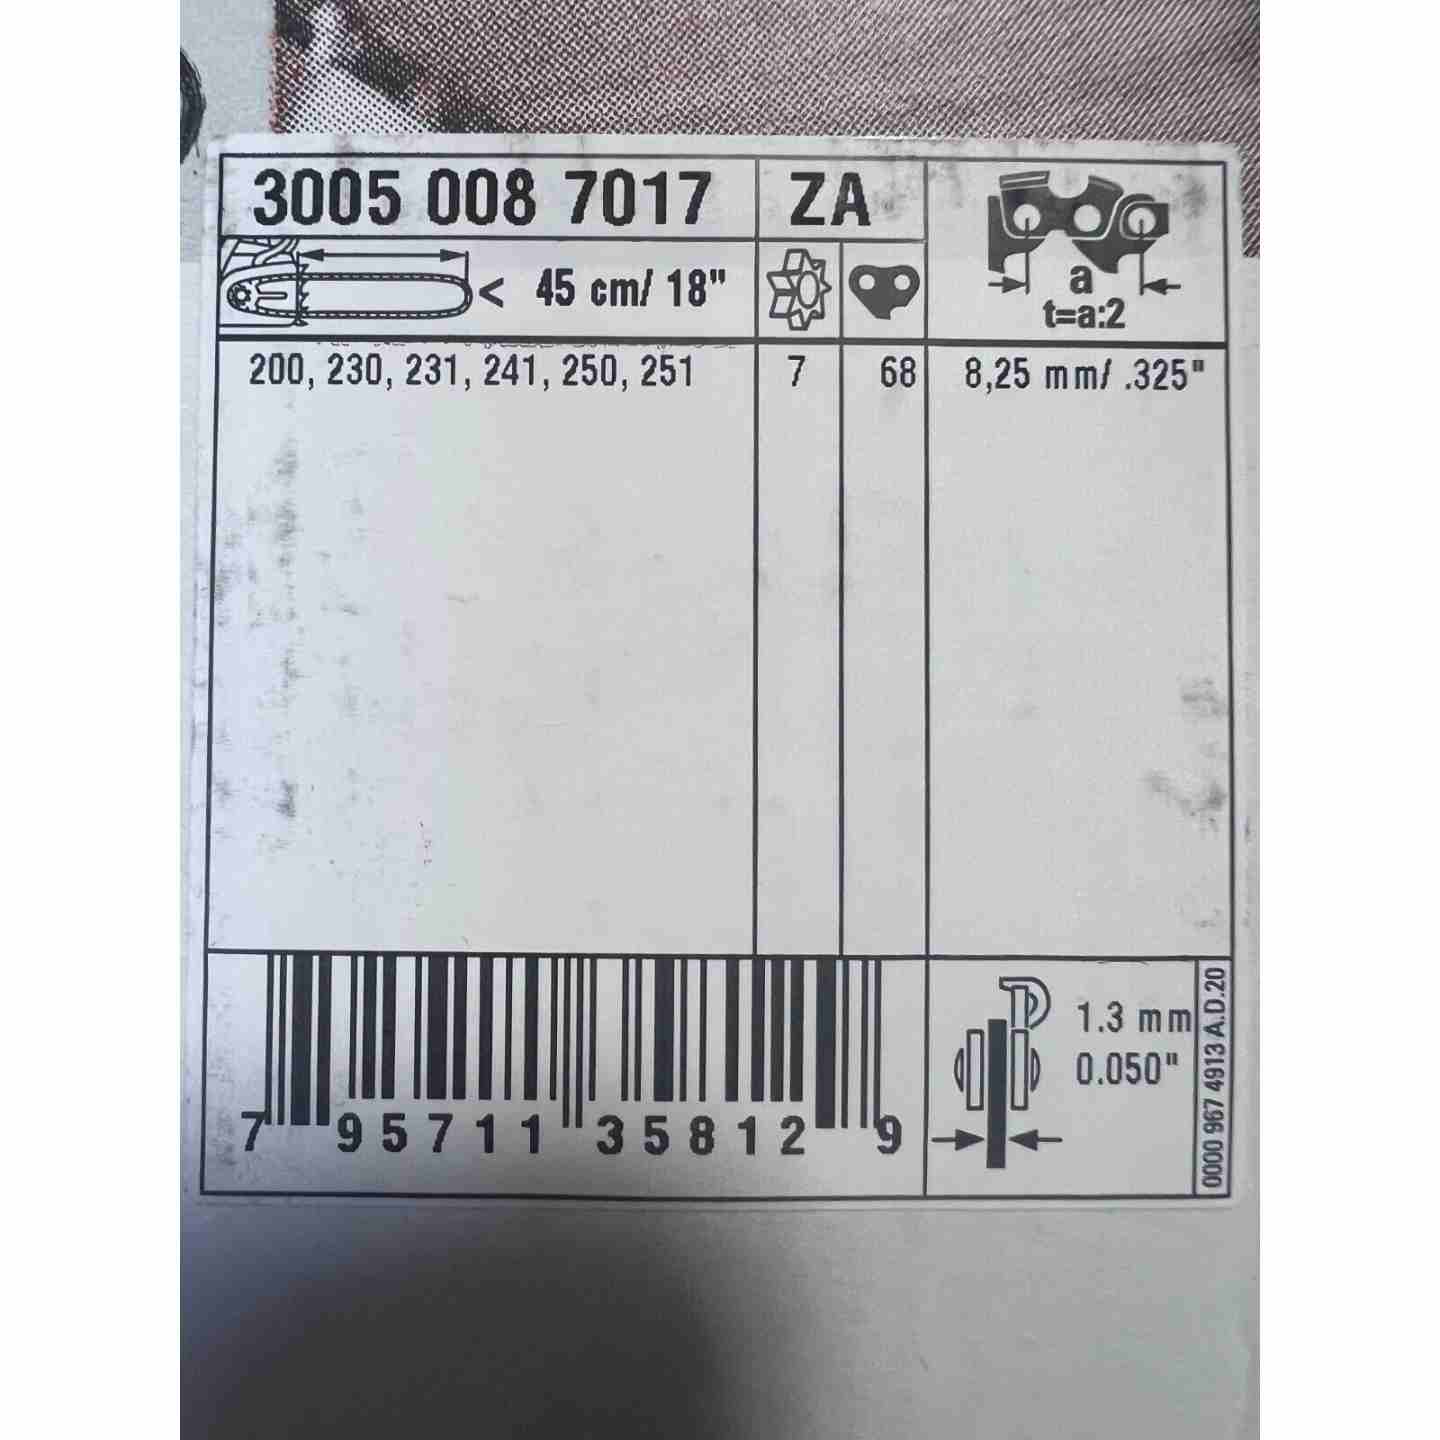 3005 008 7017 ZA
< 45 cm/ 18"
a
t=a:2
200, 230, 231, 241, 250, 251 7 68 8,25 mm/ .325"
7 95711 35812 9
1.3 mm
0.050"
0000 967 4913 A.D.20